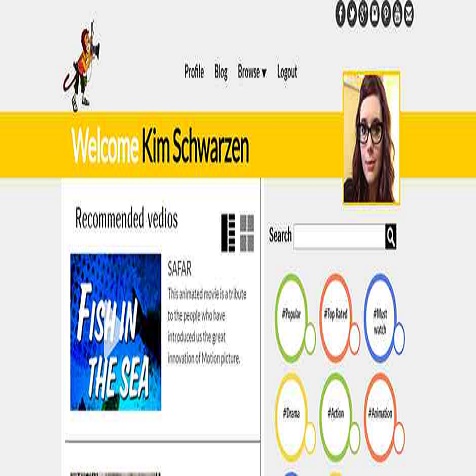 Profile Blog Browse ▾ Logout
Welcome Kim Schwarzen
Recommended vedios
Search
SAFAR
This animated movie is a tribute
to the people who have
introduced us the great
innovation of Motion picture.
FISH IN
THE SEA
#Popular
#Top Rated
#Must
watch
#Drama
#Action
#Animation